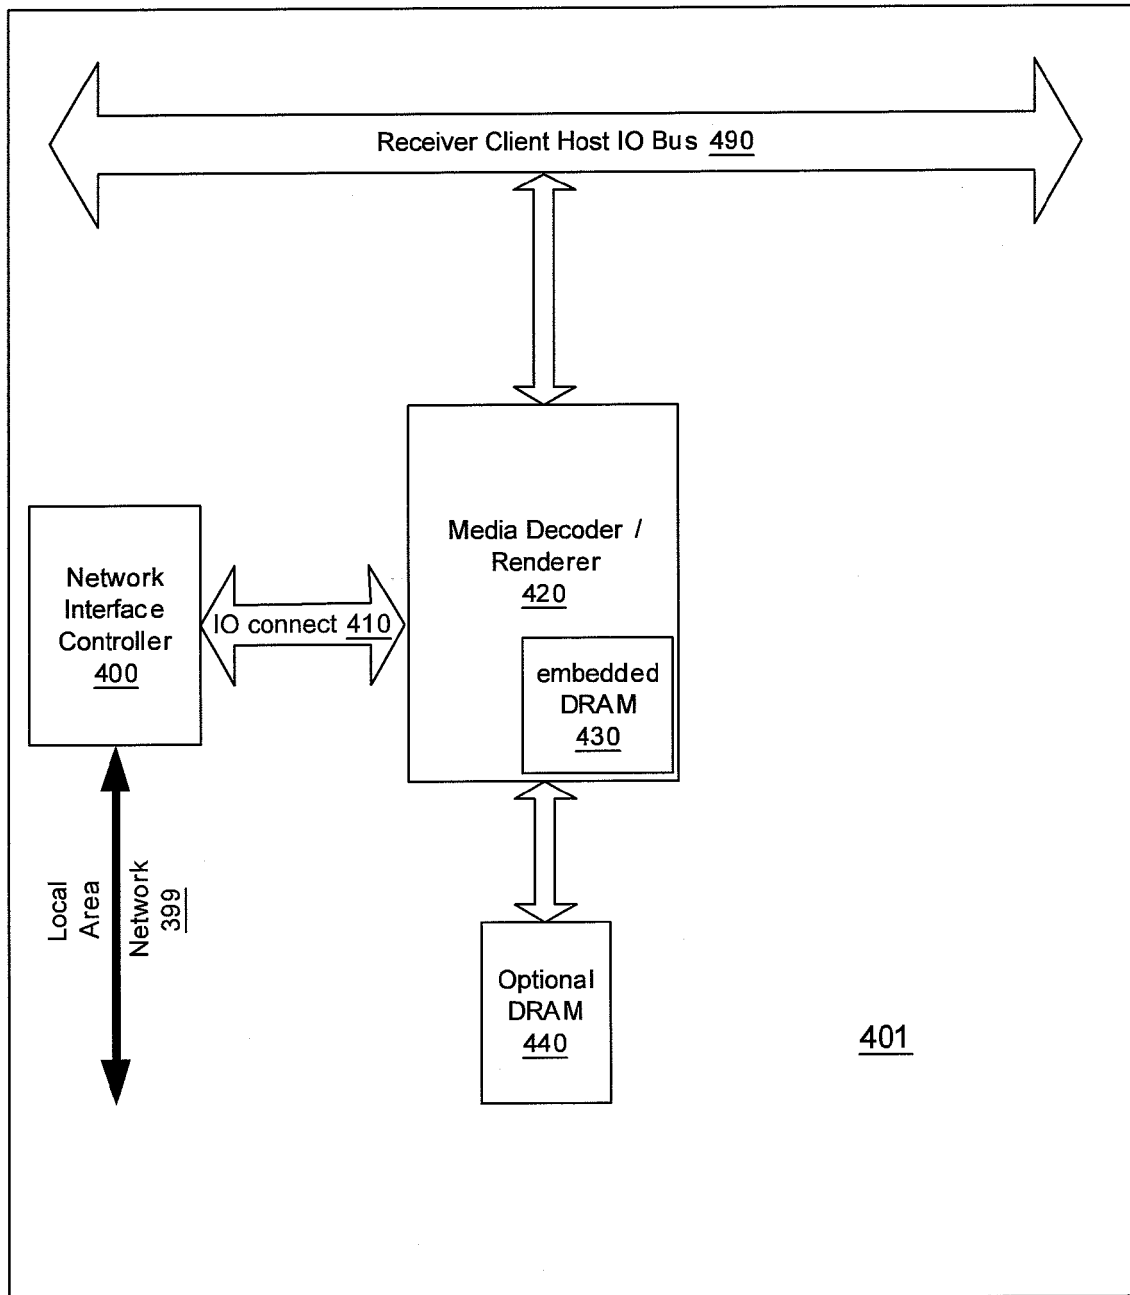 Receiver Client Host IO Bus 490
Media Decoder /
Renderer
420
Network
Interface
Controller
400
IO connect 410
embedded
DRAM
430
Local
Area
Network
399
Optional
DRAM
440
401